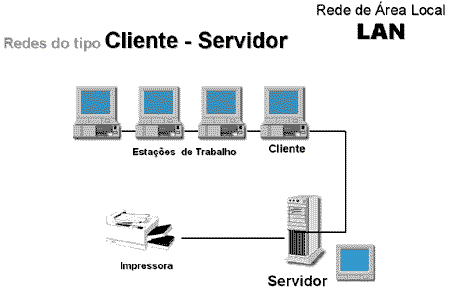 Rede de Área Local
LAN
Redes do tipo Cliente - Servidor
Estações de Trabalho
Cliente
Impressora
Servidor